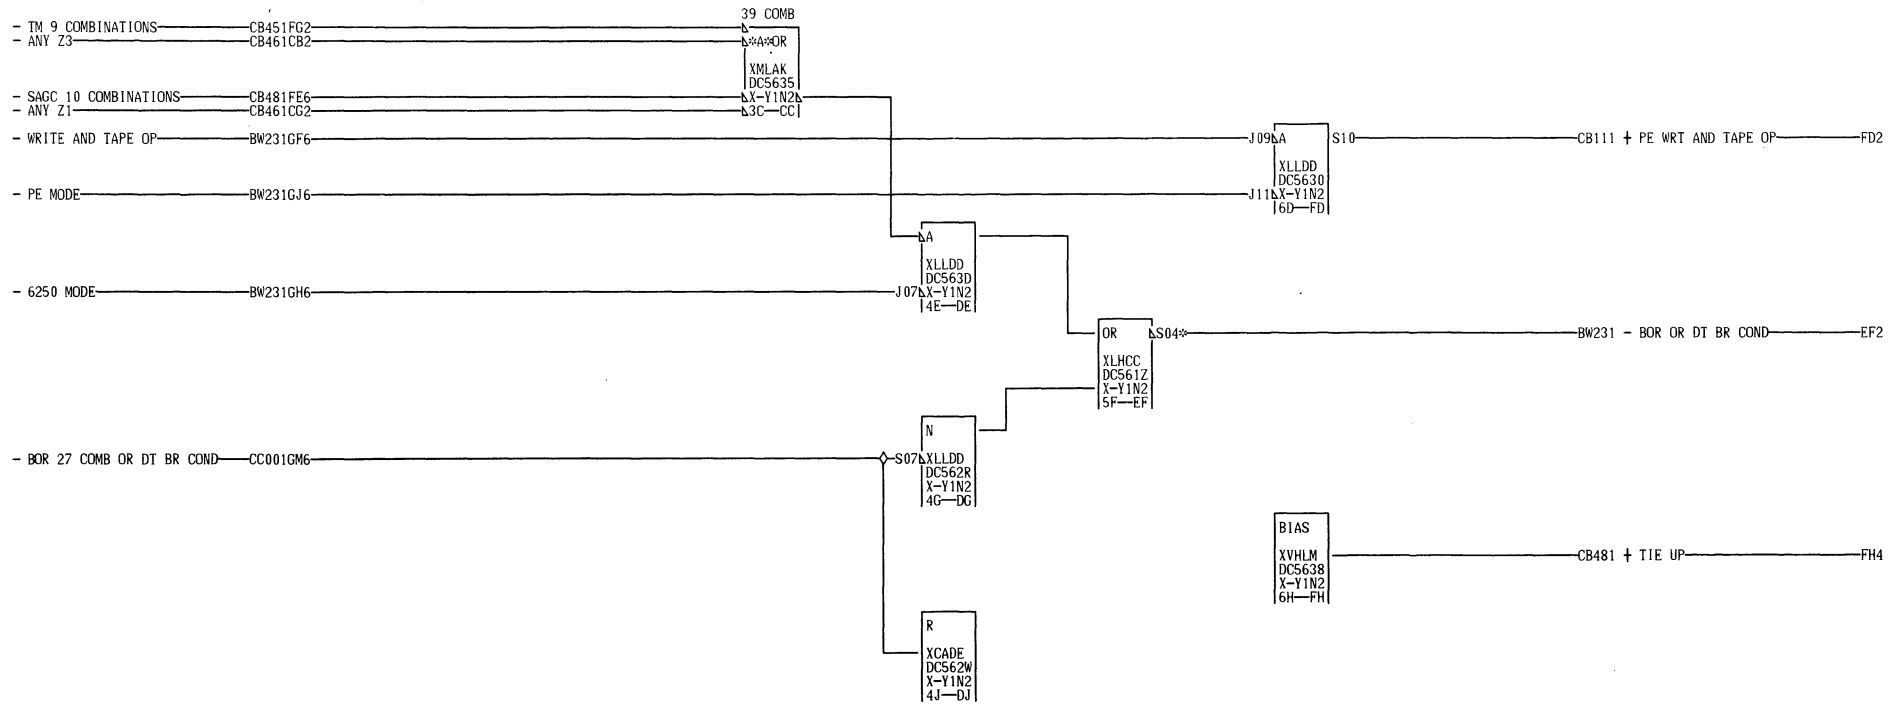 39 COMB
- TM 9 COMBINATIONS CB451FG2
- ANY Z3 CB461CB2 *A*OR
XMLAK
DC5635
- SAGC 10 COMBINATIONS CB481FE6 X-Y1N2
- ANY Z1 CB461CG2 3C—CC
- WRITE AND TAPE OP BW231GF6 J09 A S10 CB111 + PE WRT AND TAPE OP FD2
XLLDD
DC5630
- PE MODE BW231GJ6 J11 X-Y1N2
6D—FD
A
XLLDD
DC563D
- 6250 MODE BW231GH6 J07 X-Y1N2
4E—DE
OR S04* BW231 - BOR OR DT BR COND EF2
XLHCC
DC561Z
X-Y1N2
5F—EF
N
- BOR 27 COMB OR DT BR COND CC001GM6 S07 XLLDD
DC562R
X-Y1N2
4G—DG
BIAS
XVHLM CB481 + TIE UP FH4
DC5638
X-Y1N2
6H—FH
R
XCADE
DC562W
X-Y1N2
4J—DJ